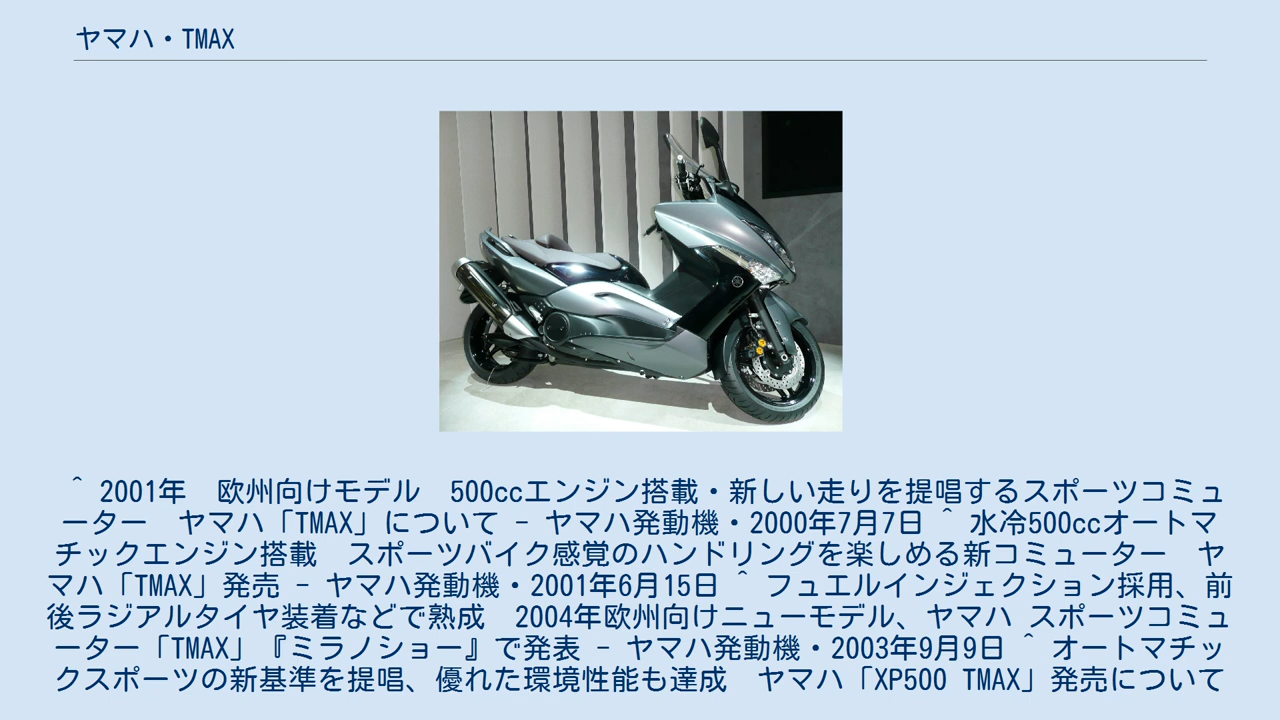 ヤマハ・TMAX
^ 2001年　欧州向けモデル　500ccエンジン搭載・新しい走りを提唱するスポーツコミュ
ーター　ヤマハ「TMAX」について - ヤマハ発動機・2000年7月7日 ^ 水冷500ccオートマ
チックエンジン搭載　スポーツバイク感覚のハンドリングを楽しめる新コミューター　ヤ
マハ「TMAX」発売 - ヤマハ発動機・2001年6月15日 ^ フュエルインジェクション採用、前
後ラジアルタイヤ装着などで熟成　2004年欧州向けニューモデル、ヤマハ スポーツコミュ
ーター「TMAX」『ミラノショー』で発表 - ヤマハ発動機・2003年9月9日 ^ オートマチッ
クスポーツの新基準を提唱、優れた環境性能も達成　ヤマハ「XP500 TMAX」発売について